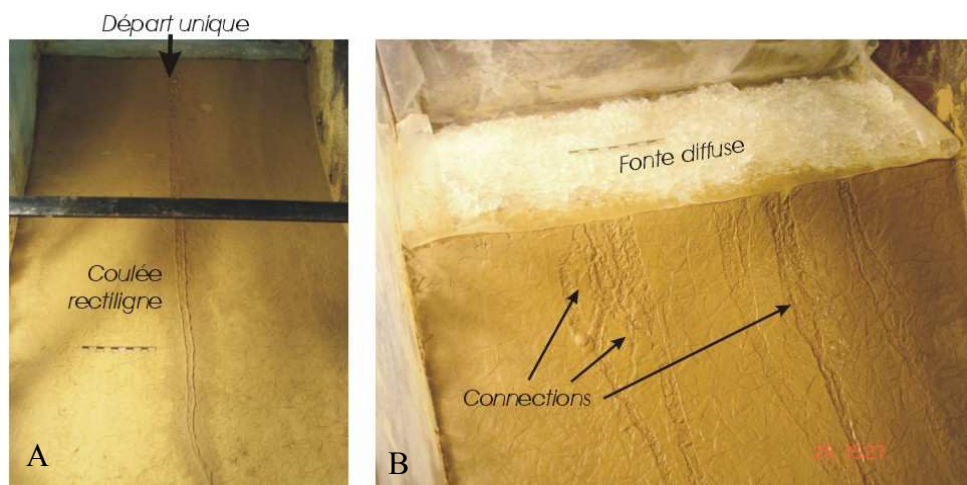 Départ unique
Coulée
rectiligne
A
Fonte diffuse
Connections
B